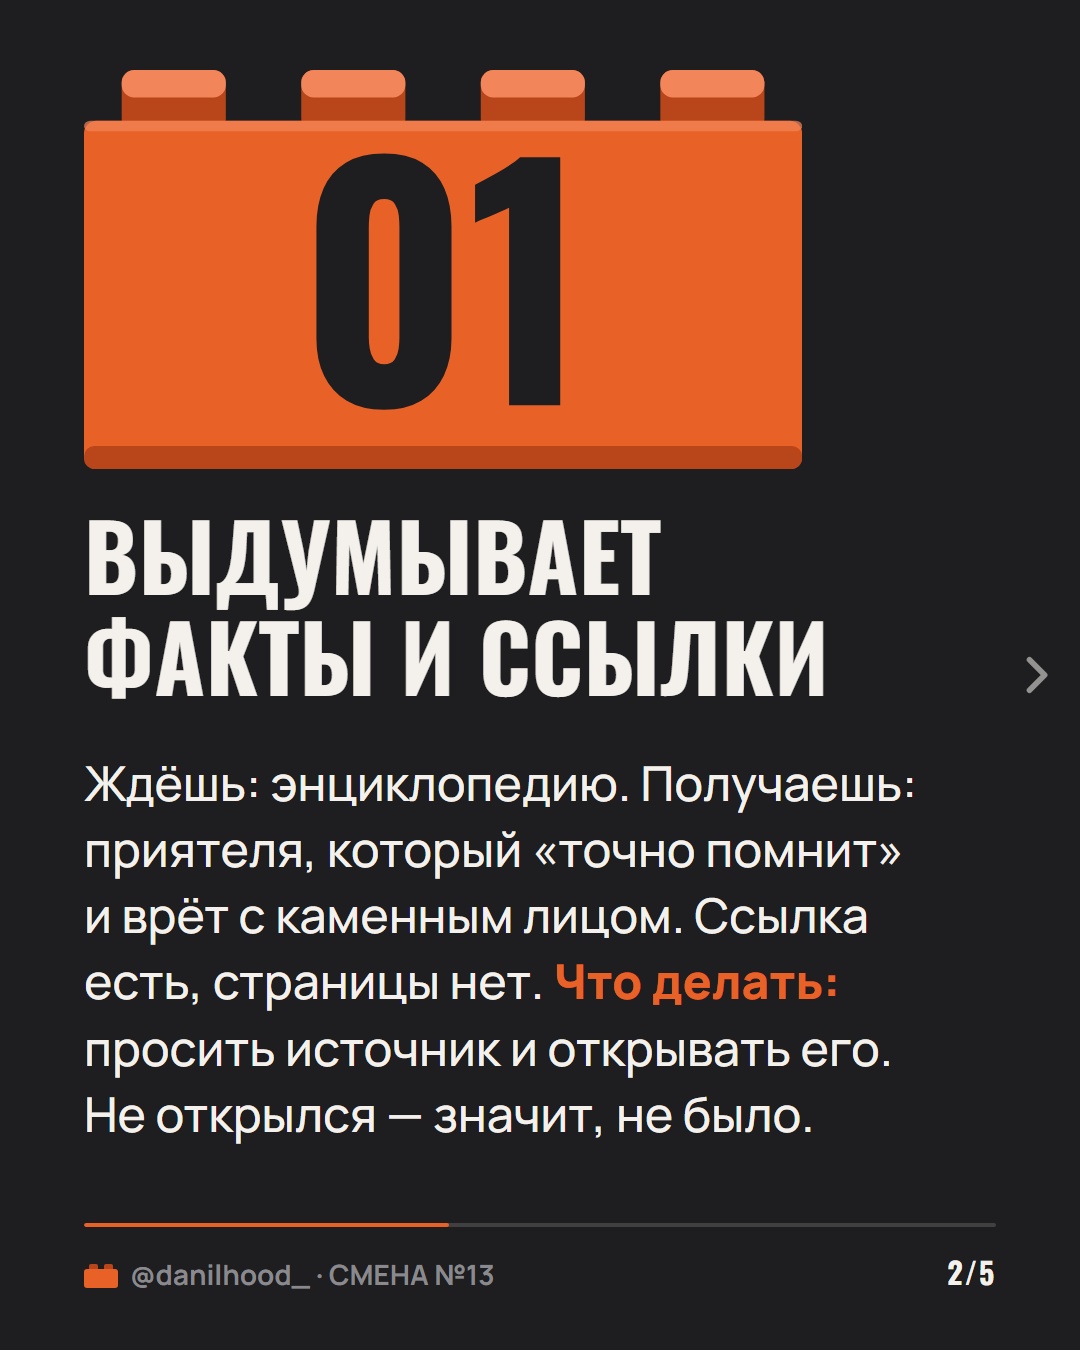 01
ВЫДУМЫВАЕТ
ФАКТЫ И ССЫЛКИ
Ждёшь: энциклопедию. Получаешь:
приятеля, который «точно помнит»
и врёт с каменным лицом. Ссылка
есть, страницы нет. Что делать:
просить источник и открывать его.
Не открылся — значит, не было.
@danilhood_ · СМЕНА №13
2/5